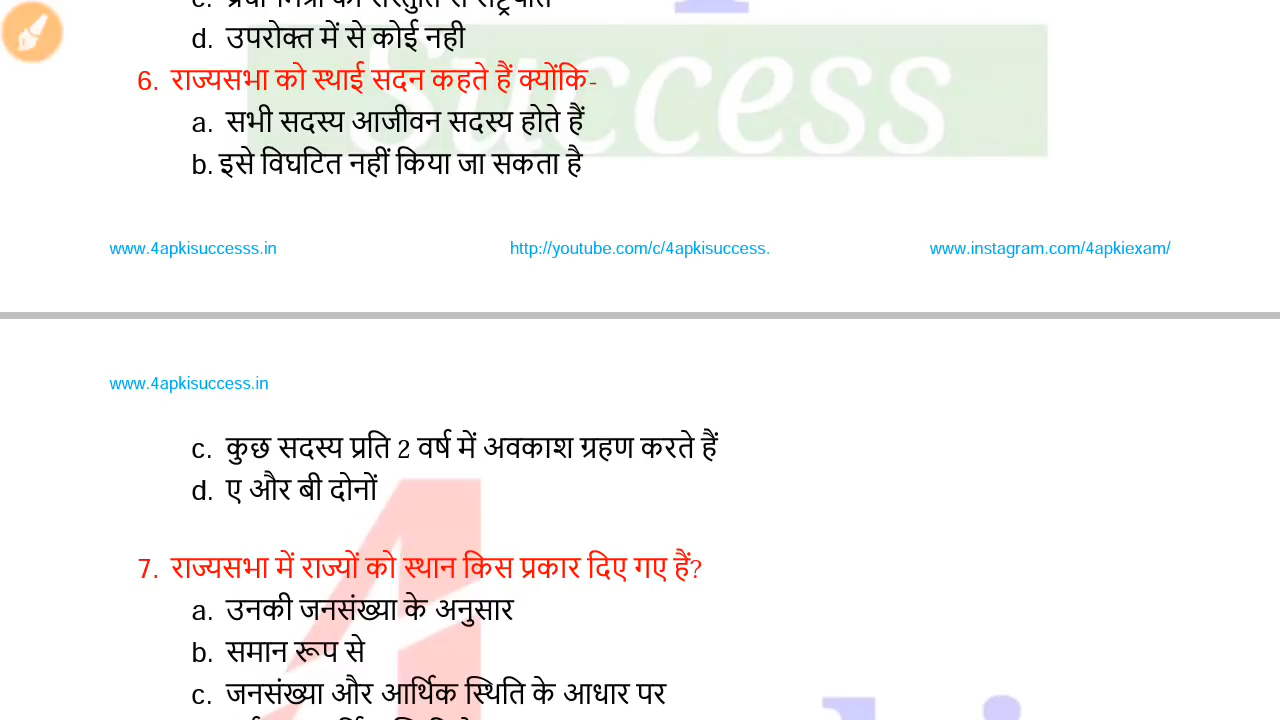 d. उपरोक्त में से कोई नही
6. राज्यसभा को स्थाई सदन कहते हैं क्योंकि-
a. सभी सदस्य आजीवन सदस्य होते हैं
b. इसे विघटित नहीं किया जा सकता है
Success
www.4apkisuccesss.in http://youtube.com/c/4apkisuccess. www.instagram.com/4apkiexam/
www.4apkisuccess.in
c. कुछ सदस्य प्रति 2 वर्ष में अवकाश ग्रहण करते हैं
d. ए और बी दोनों
7. राज्यसभा में राज्यों को स्थान किस प्रकार दिए गए हैं?
a. उनकी जनसंख्या के अनुसार
b. समान रूप से
c. जनसंख्या और आर्थिक स्थिति के आधार पर